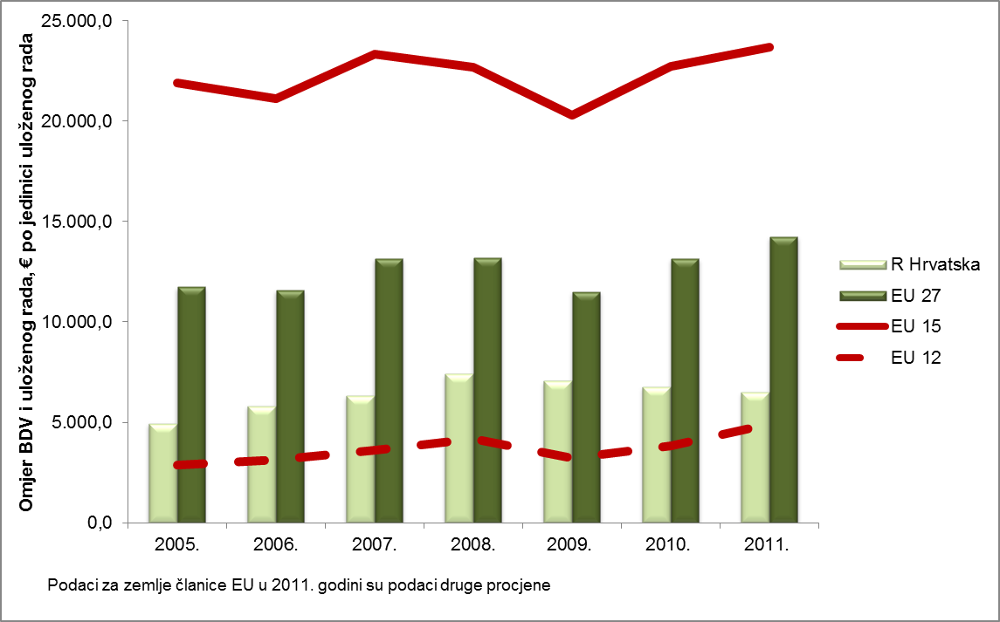 Omjer BDV i uloženog rada, € po jedinici uloženog rada
25.000,0
20.000,0
15.000,0
10.000,0
5.000,0
0,0
2005.
2006.
2007.
2008.
2009.
2010.
2011.
R Hrvatska
EU 27
EU 15
EU 12
Podaci za zemlje članice EU u 2011. godini su podaci druge procjene